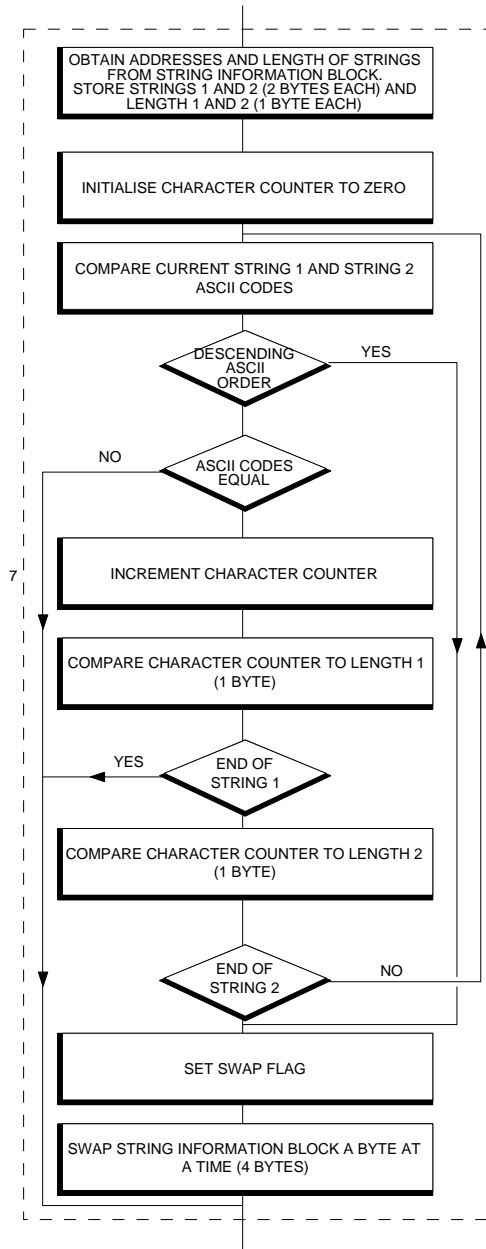 OBTAIN ADDRESSES AND LENGTH OF STRINGS
FROM STRING INFORMATION BLOCK.
STORE STRINGS 1 AND 2 (2 BYTES EACH) AND
LENGTH 1 AND 2 (1 BYTE EACH)
INITIALISE CHARACTER COUNTER TO ZERO
COMPARE CURRENT STRING 1 AND STRING 2
ASCII CODES
DESCENDING
ASCII
ORDER
YES
NO
ASCII CODES
EQUAL
7
INCREMENT CHARACTER COUNTER
COMPARE CHARACTER COUNTER TO LENGTH 1
(1 BYTE)
YES
END OF
STRING 1
COMPARE CHARACTER COUNTER TO LENGTH 2
(1 BYTE)
END OF
STRING 2
NO
SET SWAP FLAG
SWAP STRING INFORMATION BLOCK A BYTE AT
A TIME (4 BYTES)